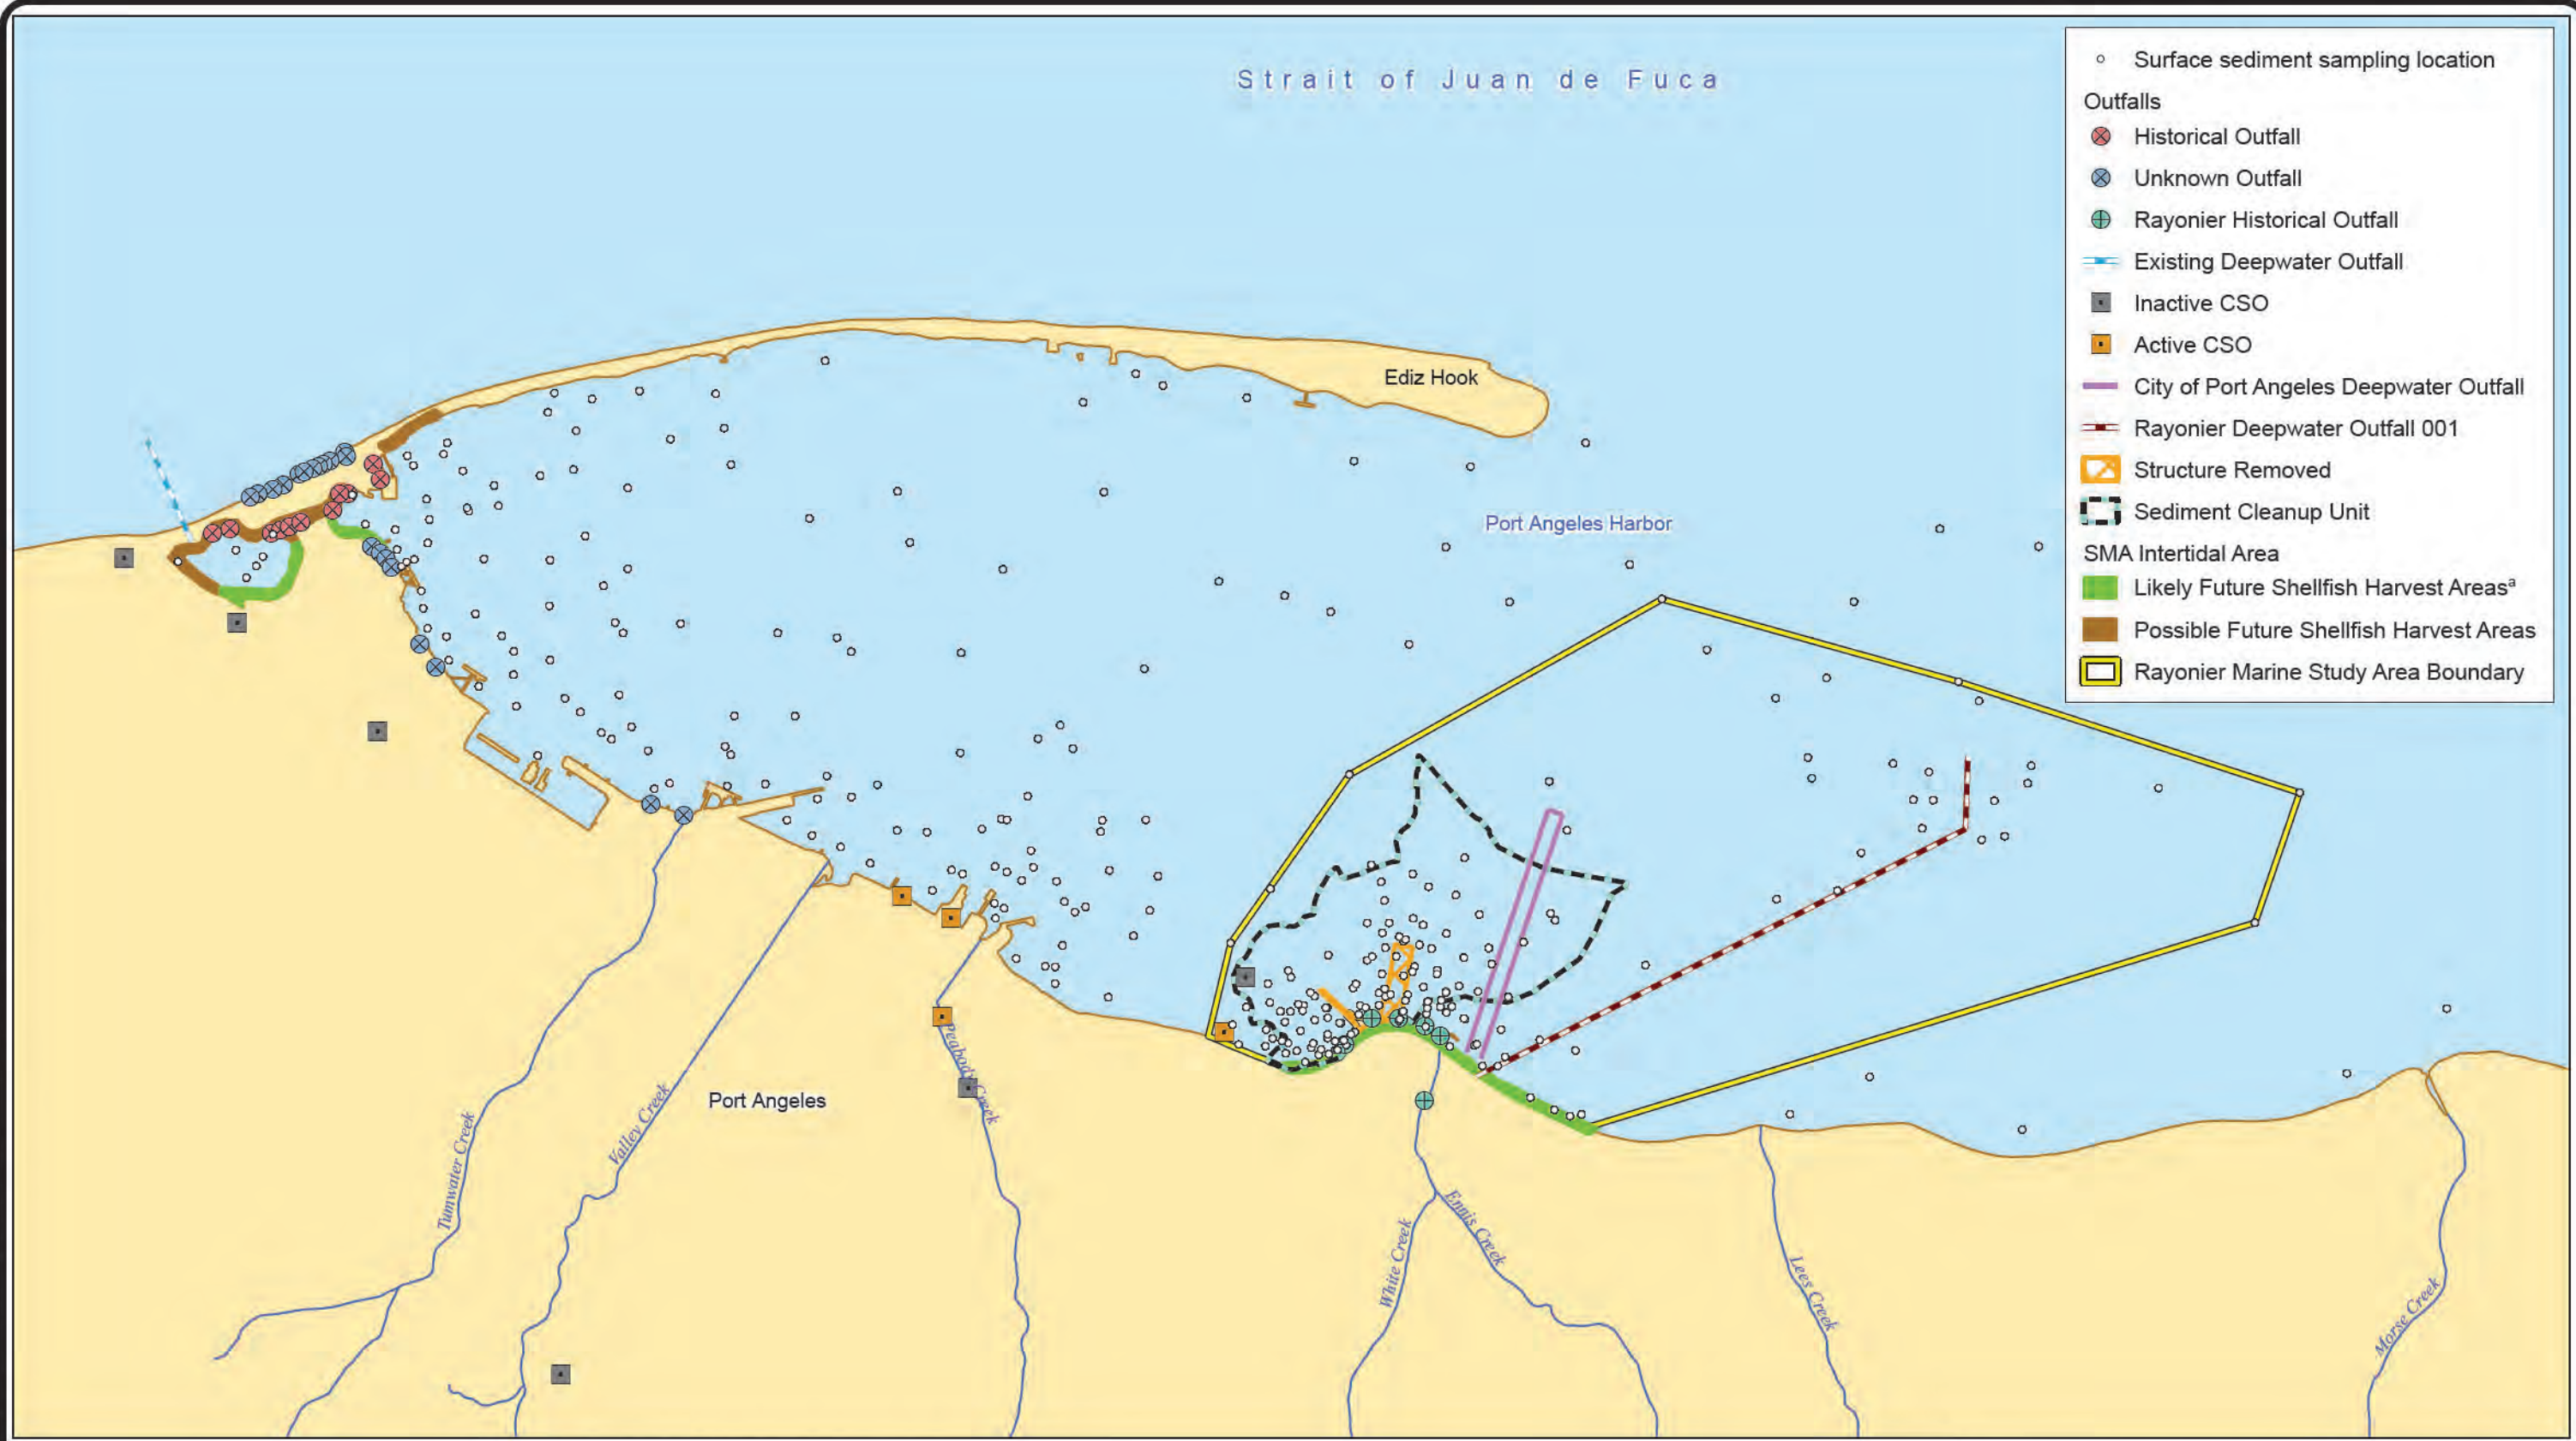 Strait of Juan de Fuca
Surface sediment sampling location
Outfalls
Historical Outfall
Unknown Outfall
Rayonier Historical Outfall
Existing Deepwater Outfall
Inactive CSO
Active CSO
City of Port Angeles Deepwater Outfall
Rayonier Deepwater Outfall 001
Structure Removed
Sediment Cleanup Unit
SMA Intertidal Area
Likely Future Shellfish Harvest Areasᵃ
Possible Future Shellfish Harvest Areas
Rayonier Marine Study Area Boundary
Ediz Hook
Port Angeles Harbor
Port Angeles
Tumwater Creek
Valley Creek
Peabody Creek
White Creek
Ennis Creek
Lees Creek
Morse Creek